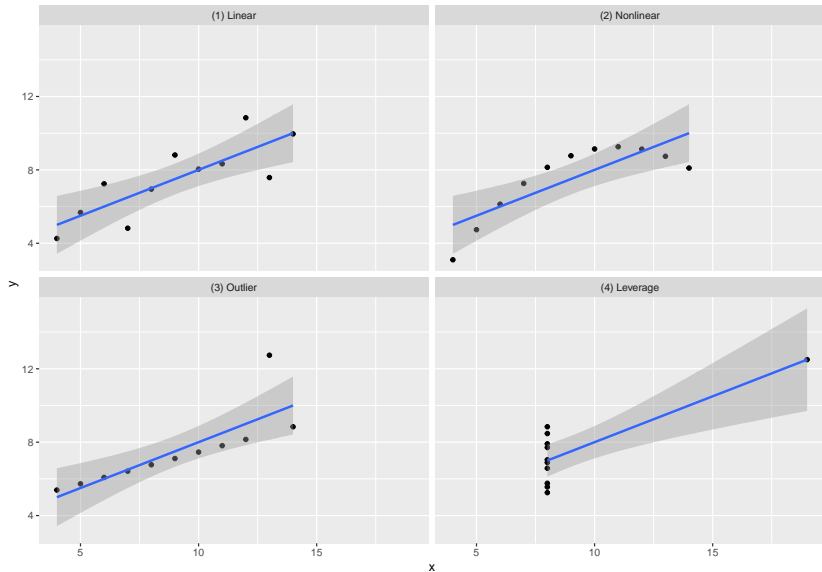 (1) Linear
(2) Nonlinear
12
8
4
y
(3) Outlier
(4) Leverage
12
8
4
5
10
15
5
10
15
x